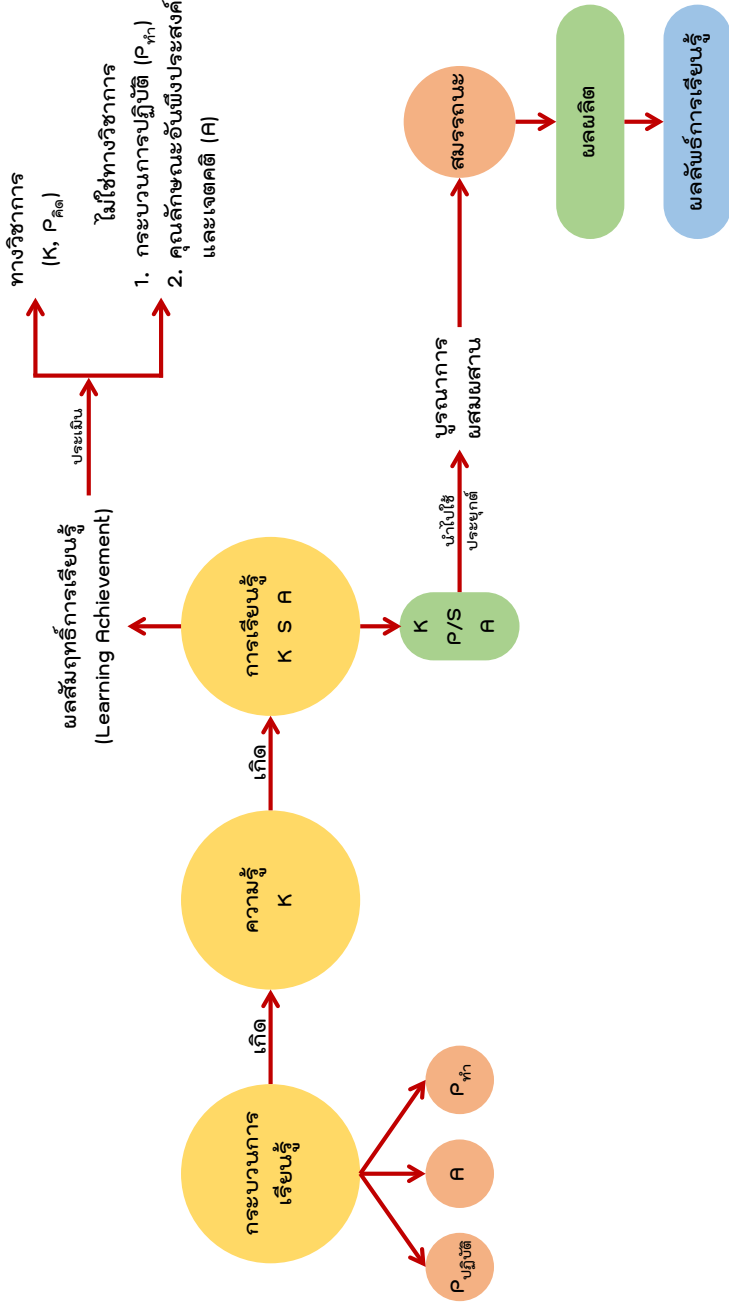 กระบวนการ
เรียนรู้
P ปฏิบัติ
A
P ทำ
เกิด
ความรู้
K
เกิด
การเรียนรู้
K S A
ผลสัมฤทธิ์การเรียนรู้
(Learning Achievement)
ประเมิน
ทางวิชาการ
(K, P คิด)
ไม่ใช่ทางวิชาการ
1. กระบวนการปฏิบัติ (P ทำ)
2. คุณลักษณะอันพึงประสงค์
และเจตคติ (A)
K
P/S
A
นำไปใช้
ประยุกต์
บูรณาการ
ผสมผสาน
สมรรถนะ
ผลผลิต
ผลลัพธ์การเรียนรู้